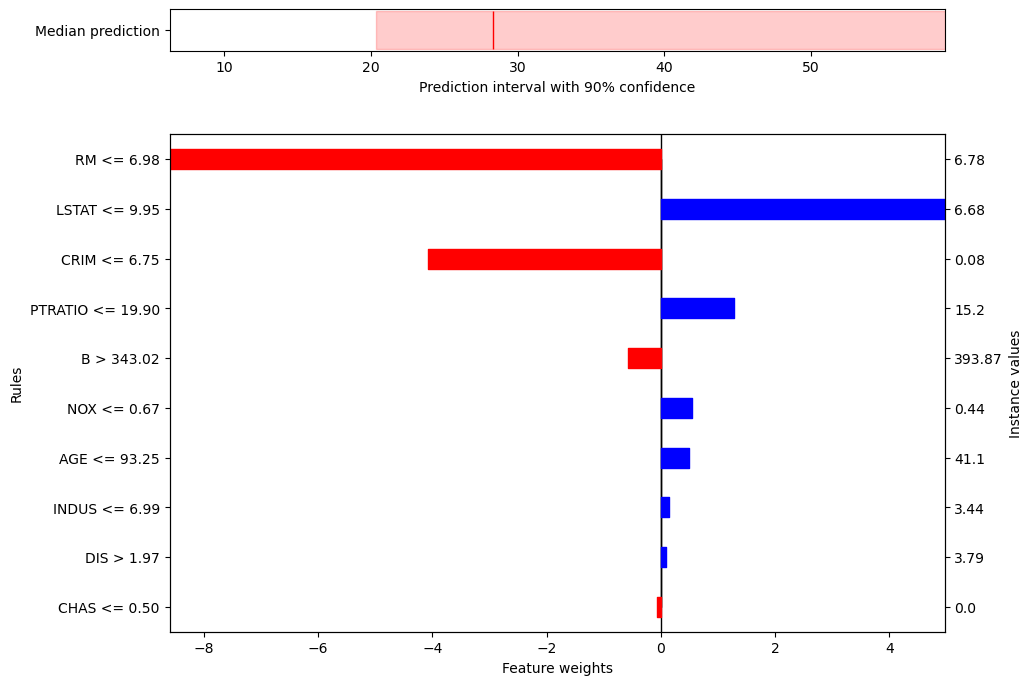 Median prediction
10 20 30 40 50
Prediction interval with 90% confidence
Rules
RM <= 6.98 6.78
LSTAT <= 9.95 6.68
CRIM <= 6.75 0.08
PTRATIO <= 19.90 15.2
B > 343.02 393.87
NOX <= 0.67 0.44
AGE <= 93.25 41.1
INDUS <= 6.99 3.44
DIS > 1.97 3.79
CHAS <= 0.50 0.0
Instance values
−8 −6 −4 −2 0 2 4
Feature weights